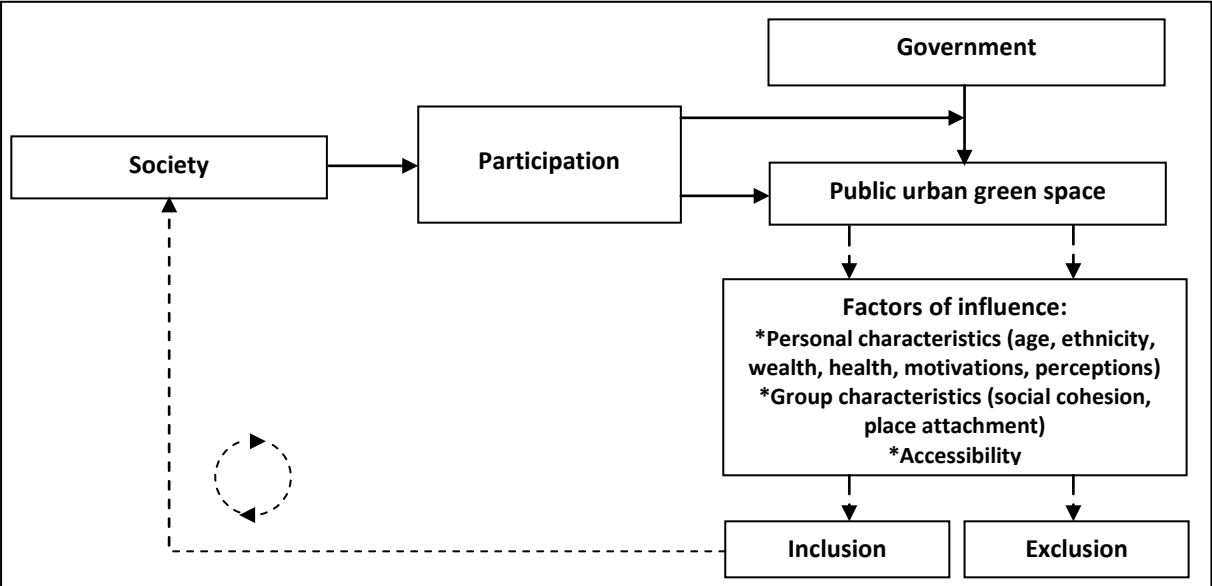 Government
Society
Participation
Public urban green space
Factors of influence:
*Personal characteristics (age, ethnicity,
wealth, health, motivations, perceptions)
*Group characteristics (social cohesion,
place attachment)
*Accessibility
Inclusion
Exclusion